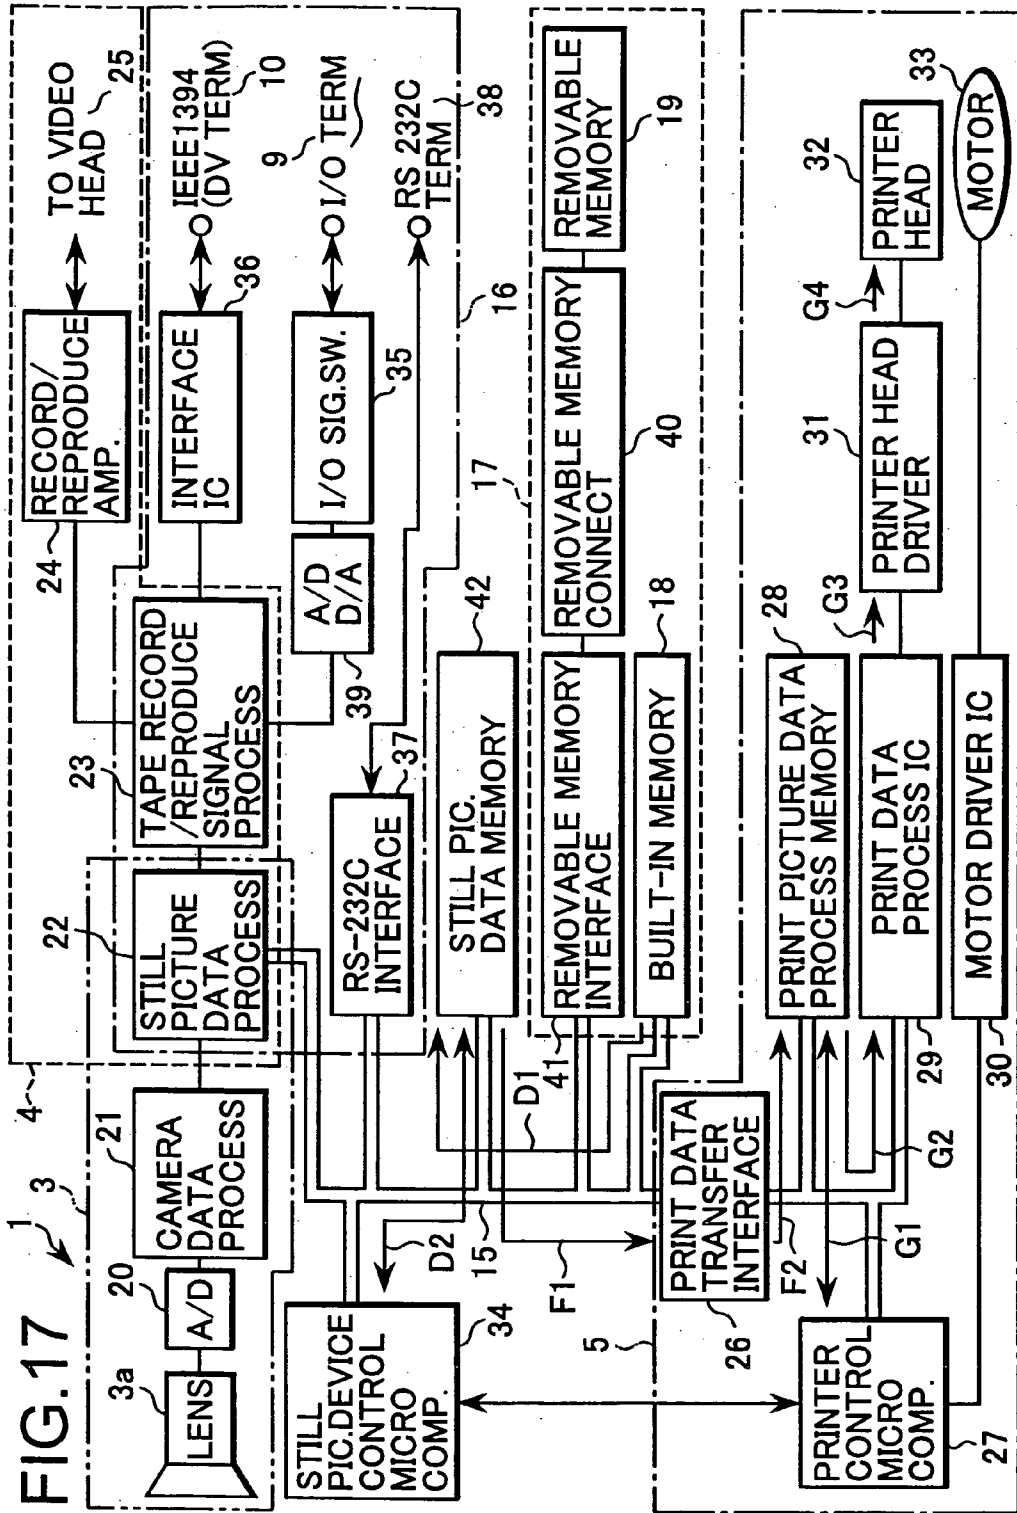 FIG.17
1
3
4
3a
LENS
20
A/D
21
CAMERA
DATA
PROCESS
22
STILL
PICTURE
DATA
PROCESS
23
TAPE RECORD
/REPRODUCE
SIGNAL
PROCESS
24
RECORD/
REPRODUCE
AMP.
TO VIDEO
HEAD
25
INTERFACE
IC
36
IEEE1394
(DV TERM)
10
A/D
D/A
39
I/O SIG.SW.
35
I/O TERM
9
RS-232C
INTERFACE
37
RS 232C
TERM
38
16
STILL
PIC.DEVICE
CONTROL
MICRO
COMP.
34
D2
15
F1
D1
STILL PIC.
DATA MEMORY
42
17
REMOVABLE MEMORY
INTERFACE
41
REMOVABLE MEMORY
CONNECT
40
REMOVABLE
MEMORY
19
BUILT-IN MEMORY
18
5
PRINT DATA
TRANSFER
INTERFACE
26
F2
G1
G2
PRINTER
CONTROL
MICRO
COMP.
27
PRINT PICTURE DATA
PROCESS MEMORY
28
PRINT DATA
PROCESS IC
29
G3
PRINTER HEAD
DRIVER
31
G4
PRINTER
HEAD
32
MOTOR DRIVER IC
30
MOTOR
33